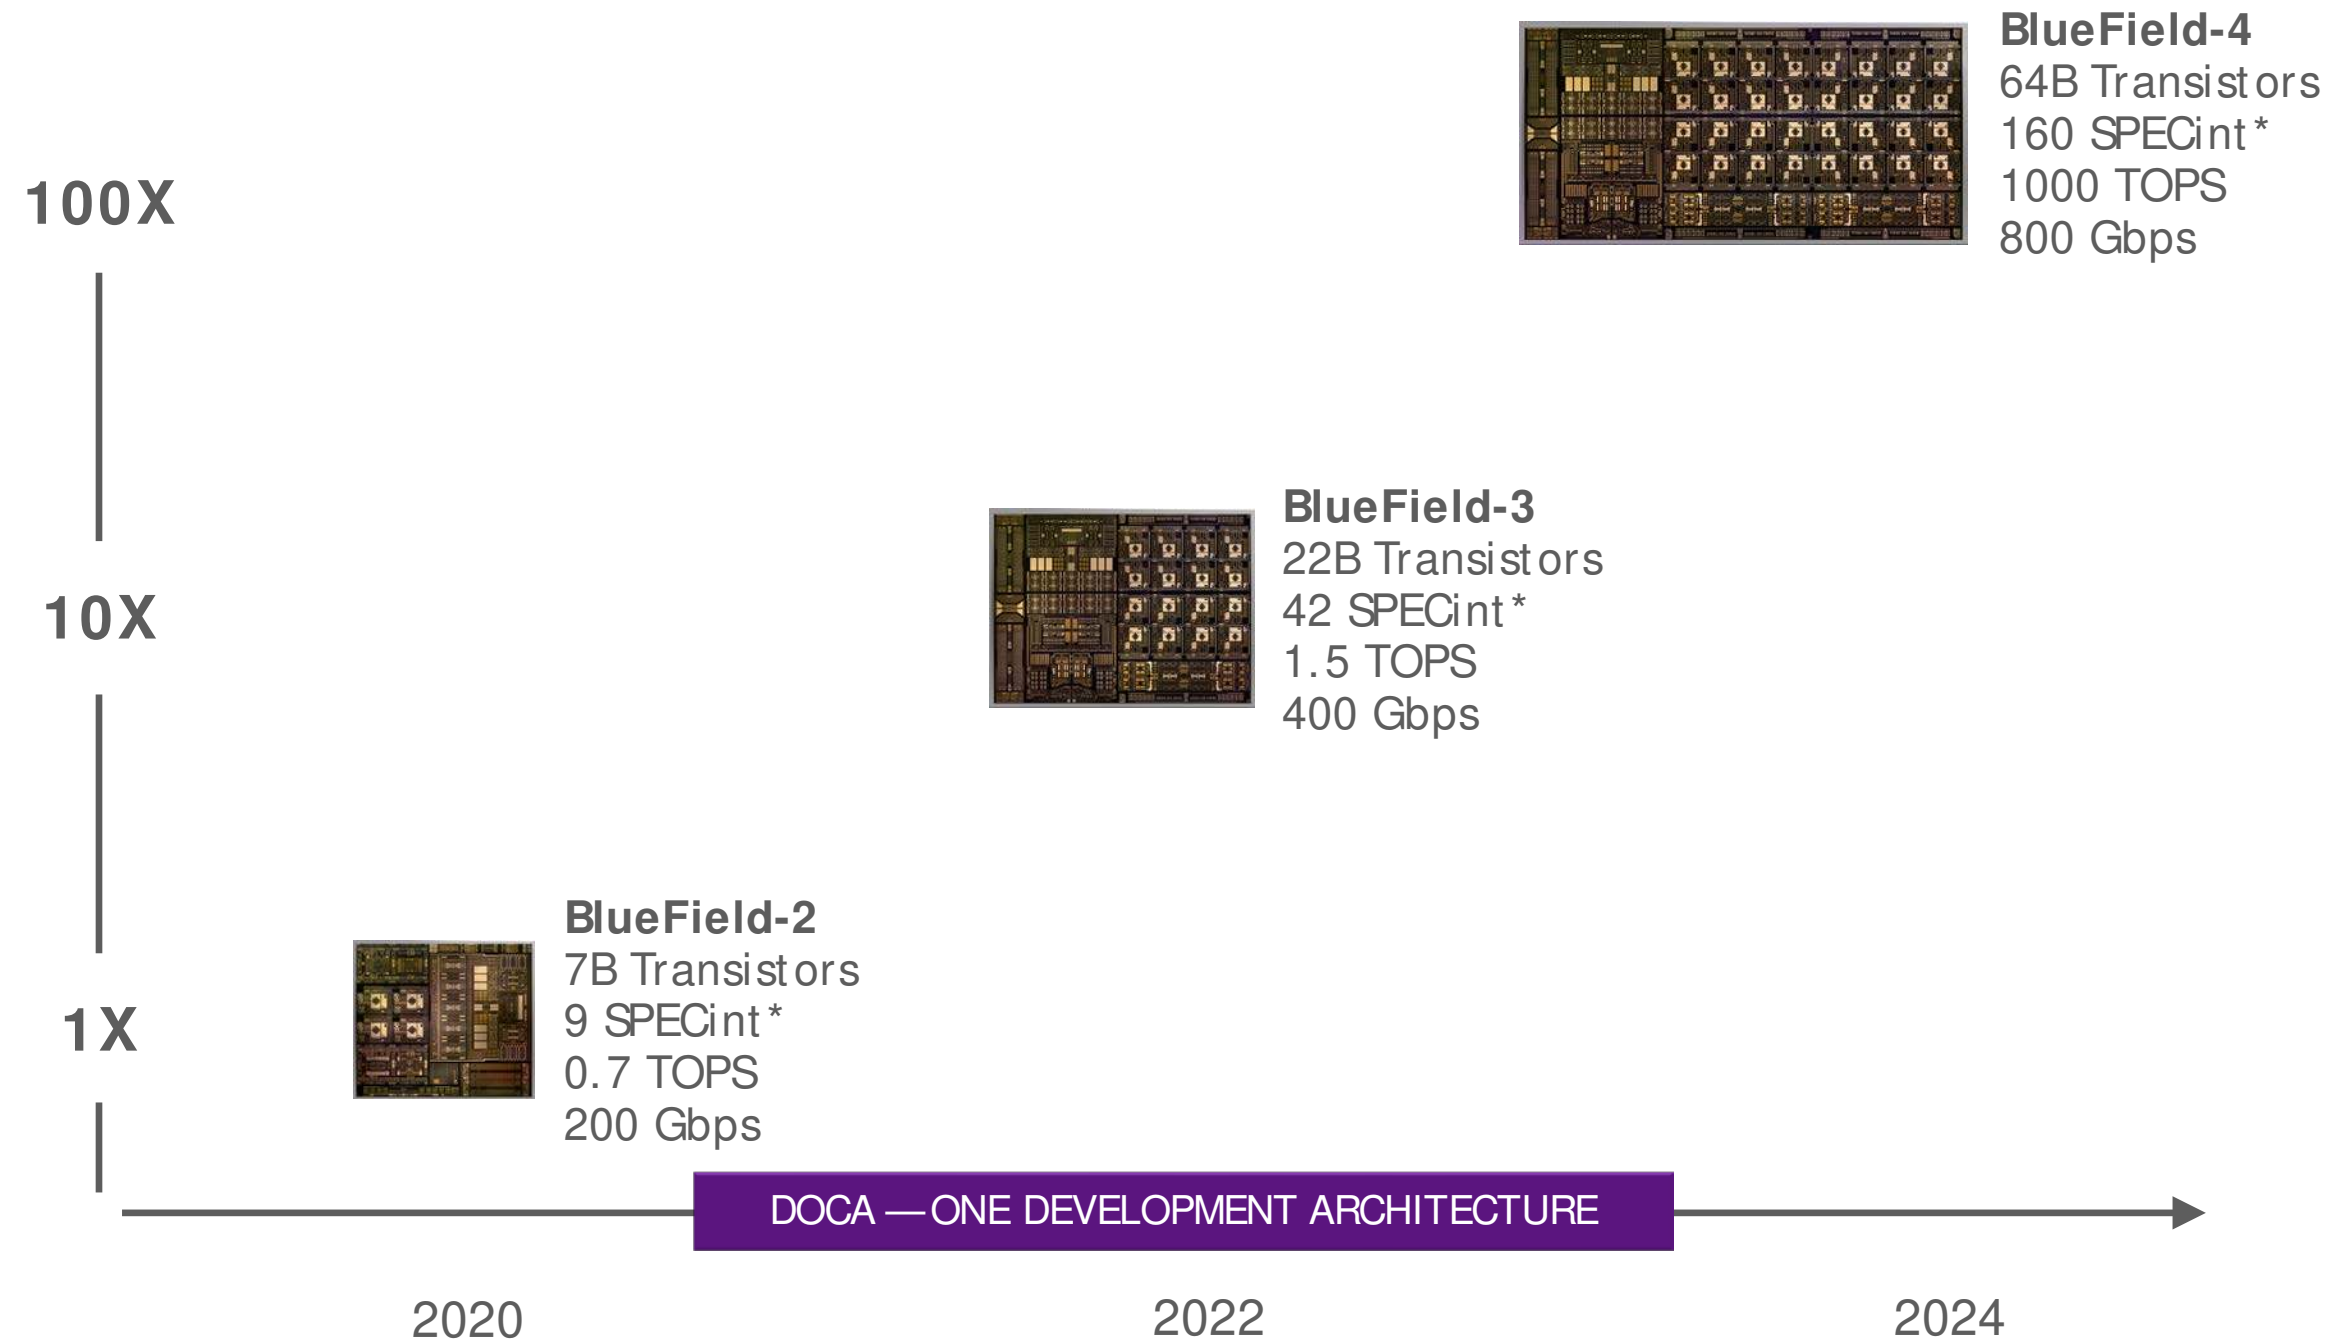 BlueField-4
64B Transistors
160 SPECint*
1000 TOPS
800 Gbps
100X
BlueField-3
22B Transistors
42 SPECint*
1.5 TOPS
400 Gbps
10X
BlueField-2
7B Transistors
9 SPECint*
0.7 TOPS
200 Gbps
1X
DOCA — ONE DEVELOPMENT ARCHITECTURE
2020
2022
2024